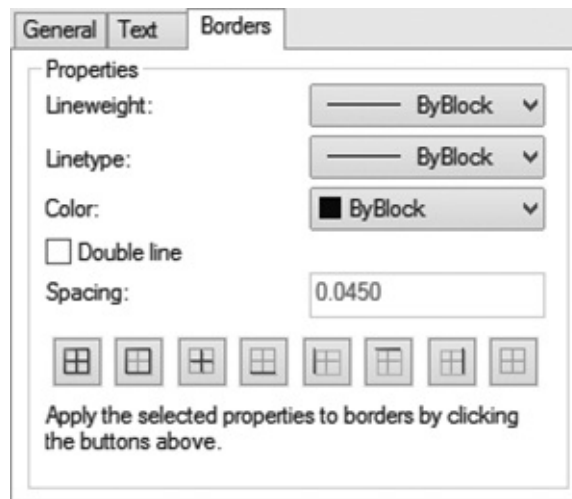 General Text Borders
Properties
Lineweight: ByBlock
Linetype: ByBlock
Color: ByBlock
Double line
Spacing: 0.0450
Apply the selected properties to borders by clicking
the buttons above.